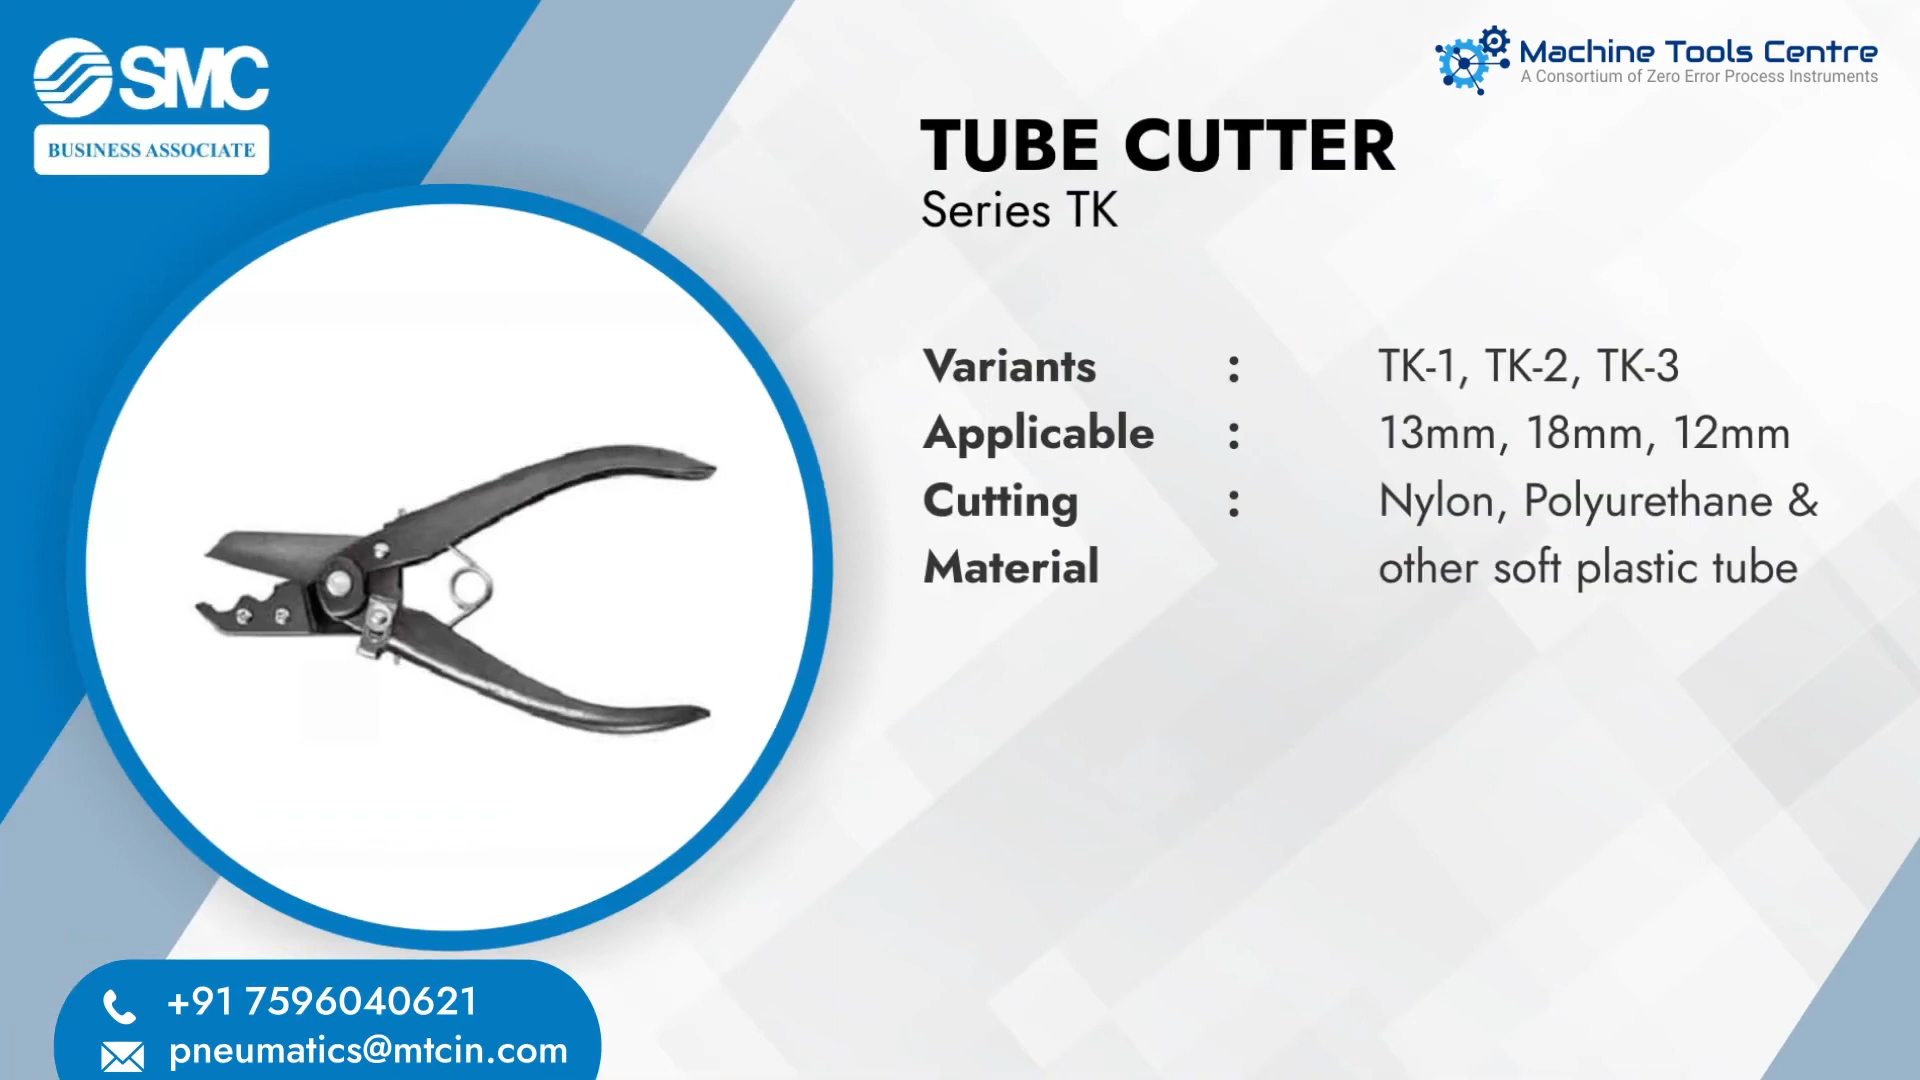 SMC
BUSINESS ASSOCIATE
Machine Tools Centre
A Consortium of Zero Error Process Instruments
TUBE CUTTER
Series TK
Variants : TK-1, TK-2, TK-3
Applicable : 13mm, 18mm, 12mm
Cutting : Nylon, Polyurethane &
Material other soft plastic tube
+91 7596040621
pneumatics@mtcin.com